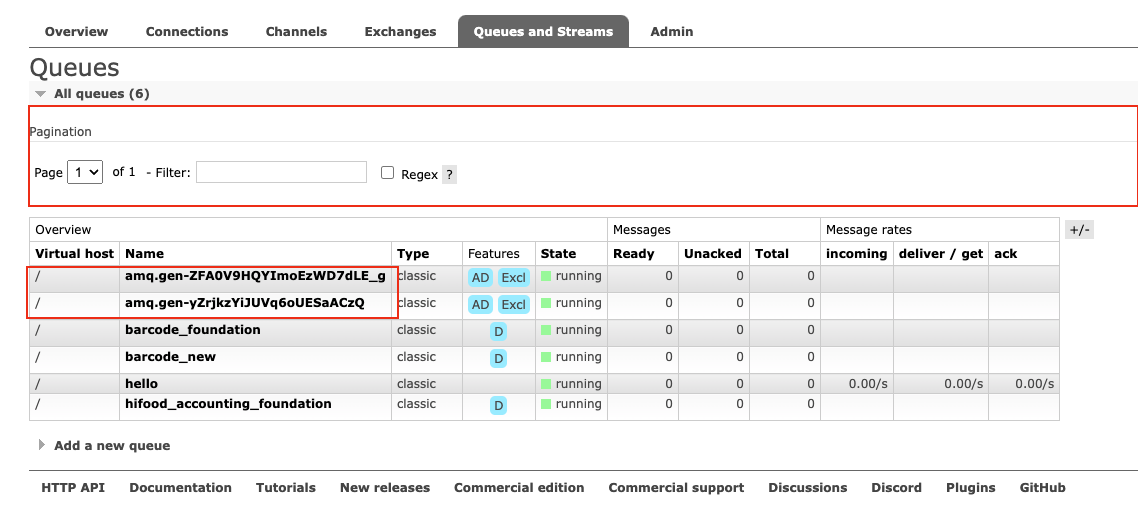 Overview Connections Channels Exchanges Queues and Streams Admin
Queues
All queues (6)
Pagination
Page 1 of 1 - Filter: Regex ?
Overview Messages Message rates +/-
Virtual host Name Type Features State Ready Unacked Total incoming deliver / get ack
/ amq.gen-ZFA0V9HQYImoEzWD7dLE_g classic AD Excl running 0 0 0
/ amq.gen-yZrjkzYiJUVq6oUESaACzQ classic AD Excl running 0 0 0
/ barcode_foundation classic D running 0 0 0
/ barcode_new classic D running 0 0 0
/ hello classic running 0 0 0 0.00/s 0.00/s 0.00/s
/ hifood_accounting_foundation classic D running 0 0 0
Add a new queue
HTTP API Documentation Tutorials New releases Commercial edition Commercial support Discussions Discord Plugins GitHub